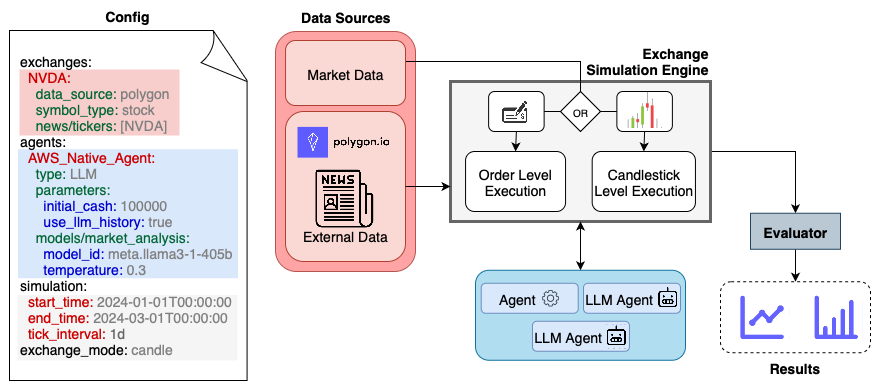 Config
exchanges:
NVDA:
data_source: polygon
symbol_type: stock
news/tickers: [NVDA]
agents:
AWS_Native_Agent:
type: LLM
parameters:
initial_cash: 100000
use_llm_history: true
models/market_analysis:
model_id: meta.llama3-1-405b
temperature: 0.3
simulation:
start_time: 2024-01-01T00:00:00
end_time: 2024-03-01T00:00:00
tick_interval: 1d
exchange_mode: candle
Data Sources
Market Data
polygon.io
NEWS
External Data
Exchange
Simulation Engine
OR
Order Level
Execution
Candlestick
Level Execution
Agent
LLM Agent
LLM Agent
Evaluator
Results